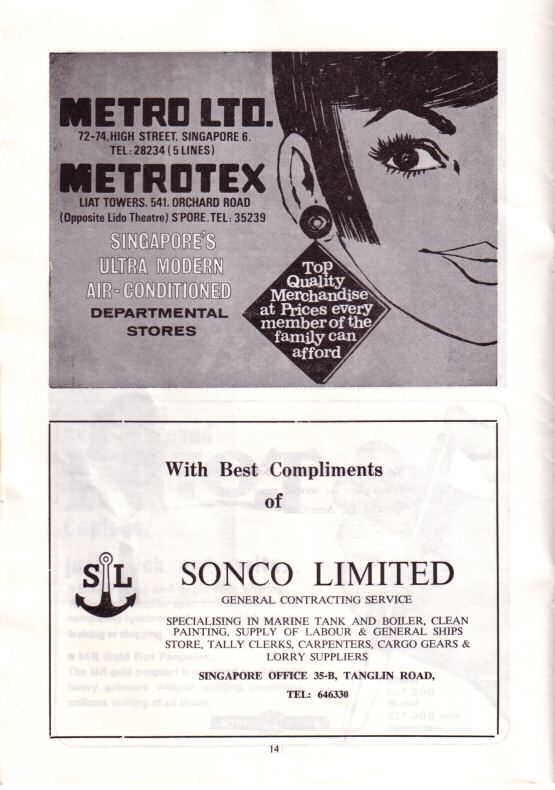 METRO LTD.
72-74, HIGH STREET, SINGAPORE 6.
TEL: 28234 (5 LINES)
METROTEX
LIAT TOWERS. 541. ORCHARD ROAD
(Opposite Lido Theatre) S'PORE. TEL: 35239
SINGAPORE'S
ULTRA MODERN
AIR-CONDITIONED
DEPARTMENTAL
STORES
Top
Quality
Merchandise
at Prices every
member of the
family can
afford
With Best Compliments
of
S L
SONCO LIMITED
GENERAL CONTRACTING SERVICE
SPECIALISING IN MARINE TANK AND BOILER, CLEAN
PAINTING, SUPPLY OF LABOUR & GENERAL SHIPS
STORE, TALLY CLERKS, CARPENTERS, CARGO GEARS &
LORRY SUPPLIERS
SINGAPORE OFFICE 35-B, TANGLIN ROAD,
TEL: 646330
14